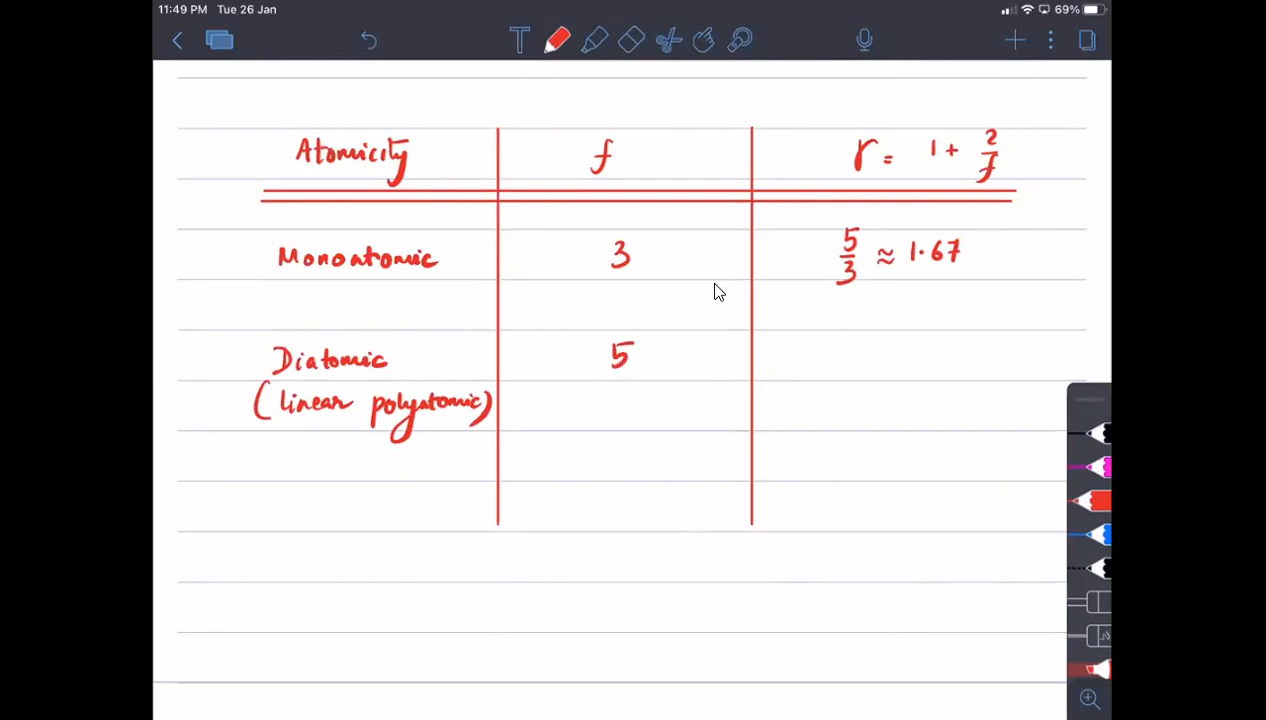 11:49 PM Tue 26 Jan 69%
T
Atomicity f γ = 1 + 2/f
Monoatomic 3 5/3 ≈ 1.67
Diatomic 5
(linear polyatomic)